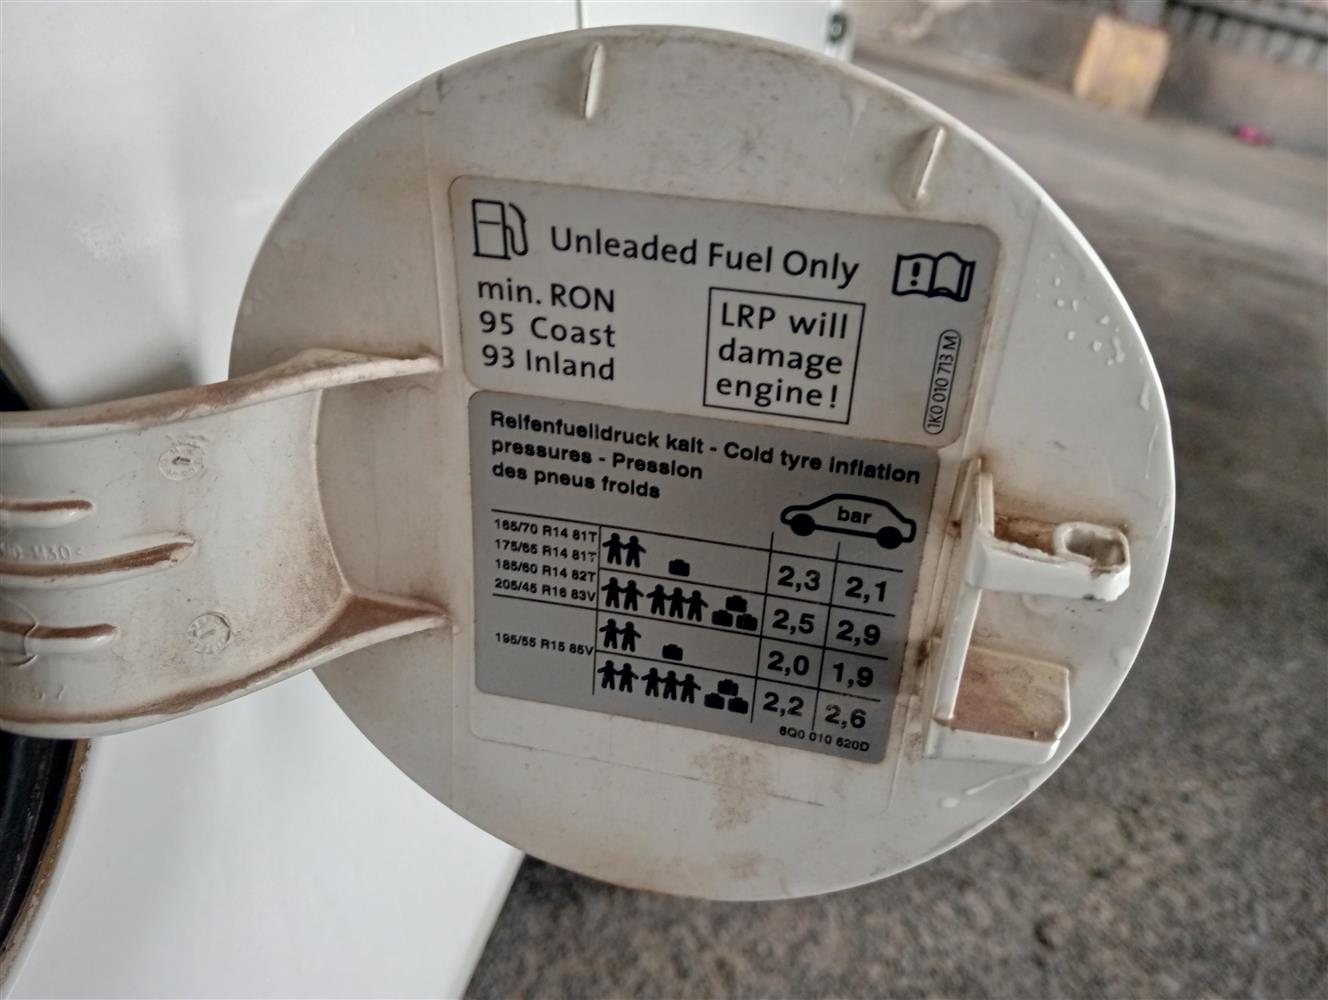 Unleaded Fuel Only
min. RON
95 Coast
93 Inland
LRP will
damage
engine!
1K0 010 713 M
Reifenfuelldruck kalt - Cold tyre inflation
pressures - Pression
des pneus froids
bar
165/70 R14 81T
175/65 R14 81T
185/60 R14 82T
205/45 R16 83V
2,3 2,1
2,5 2,9
195/55 R15 85V
2,0 1,9
2,2 2,6
6Q0 010 620D